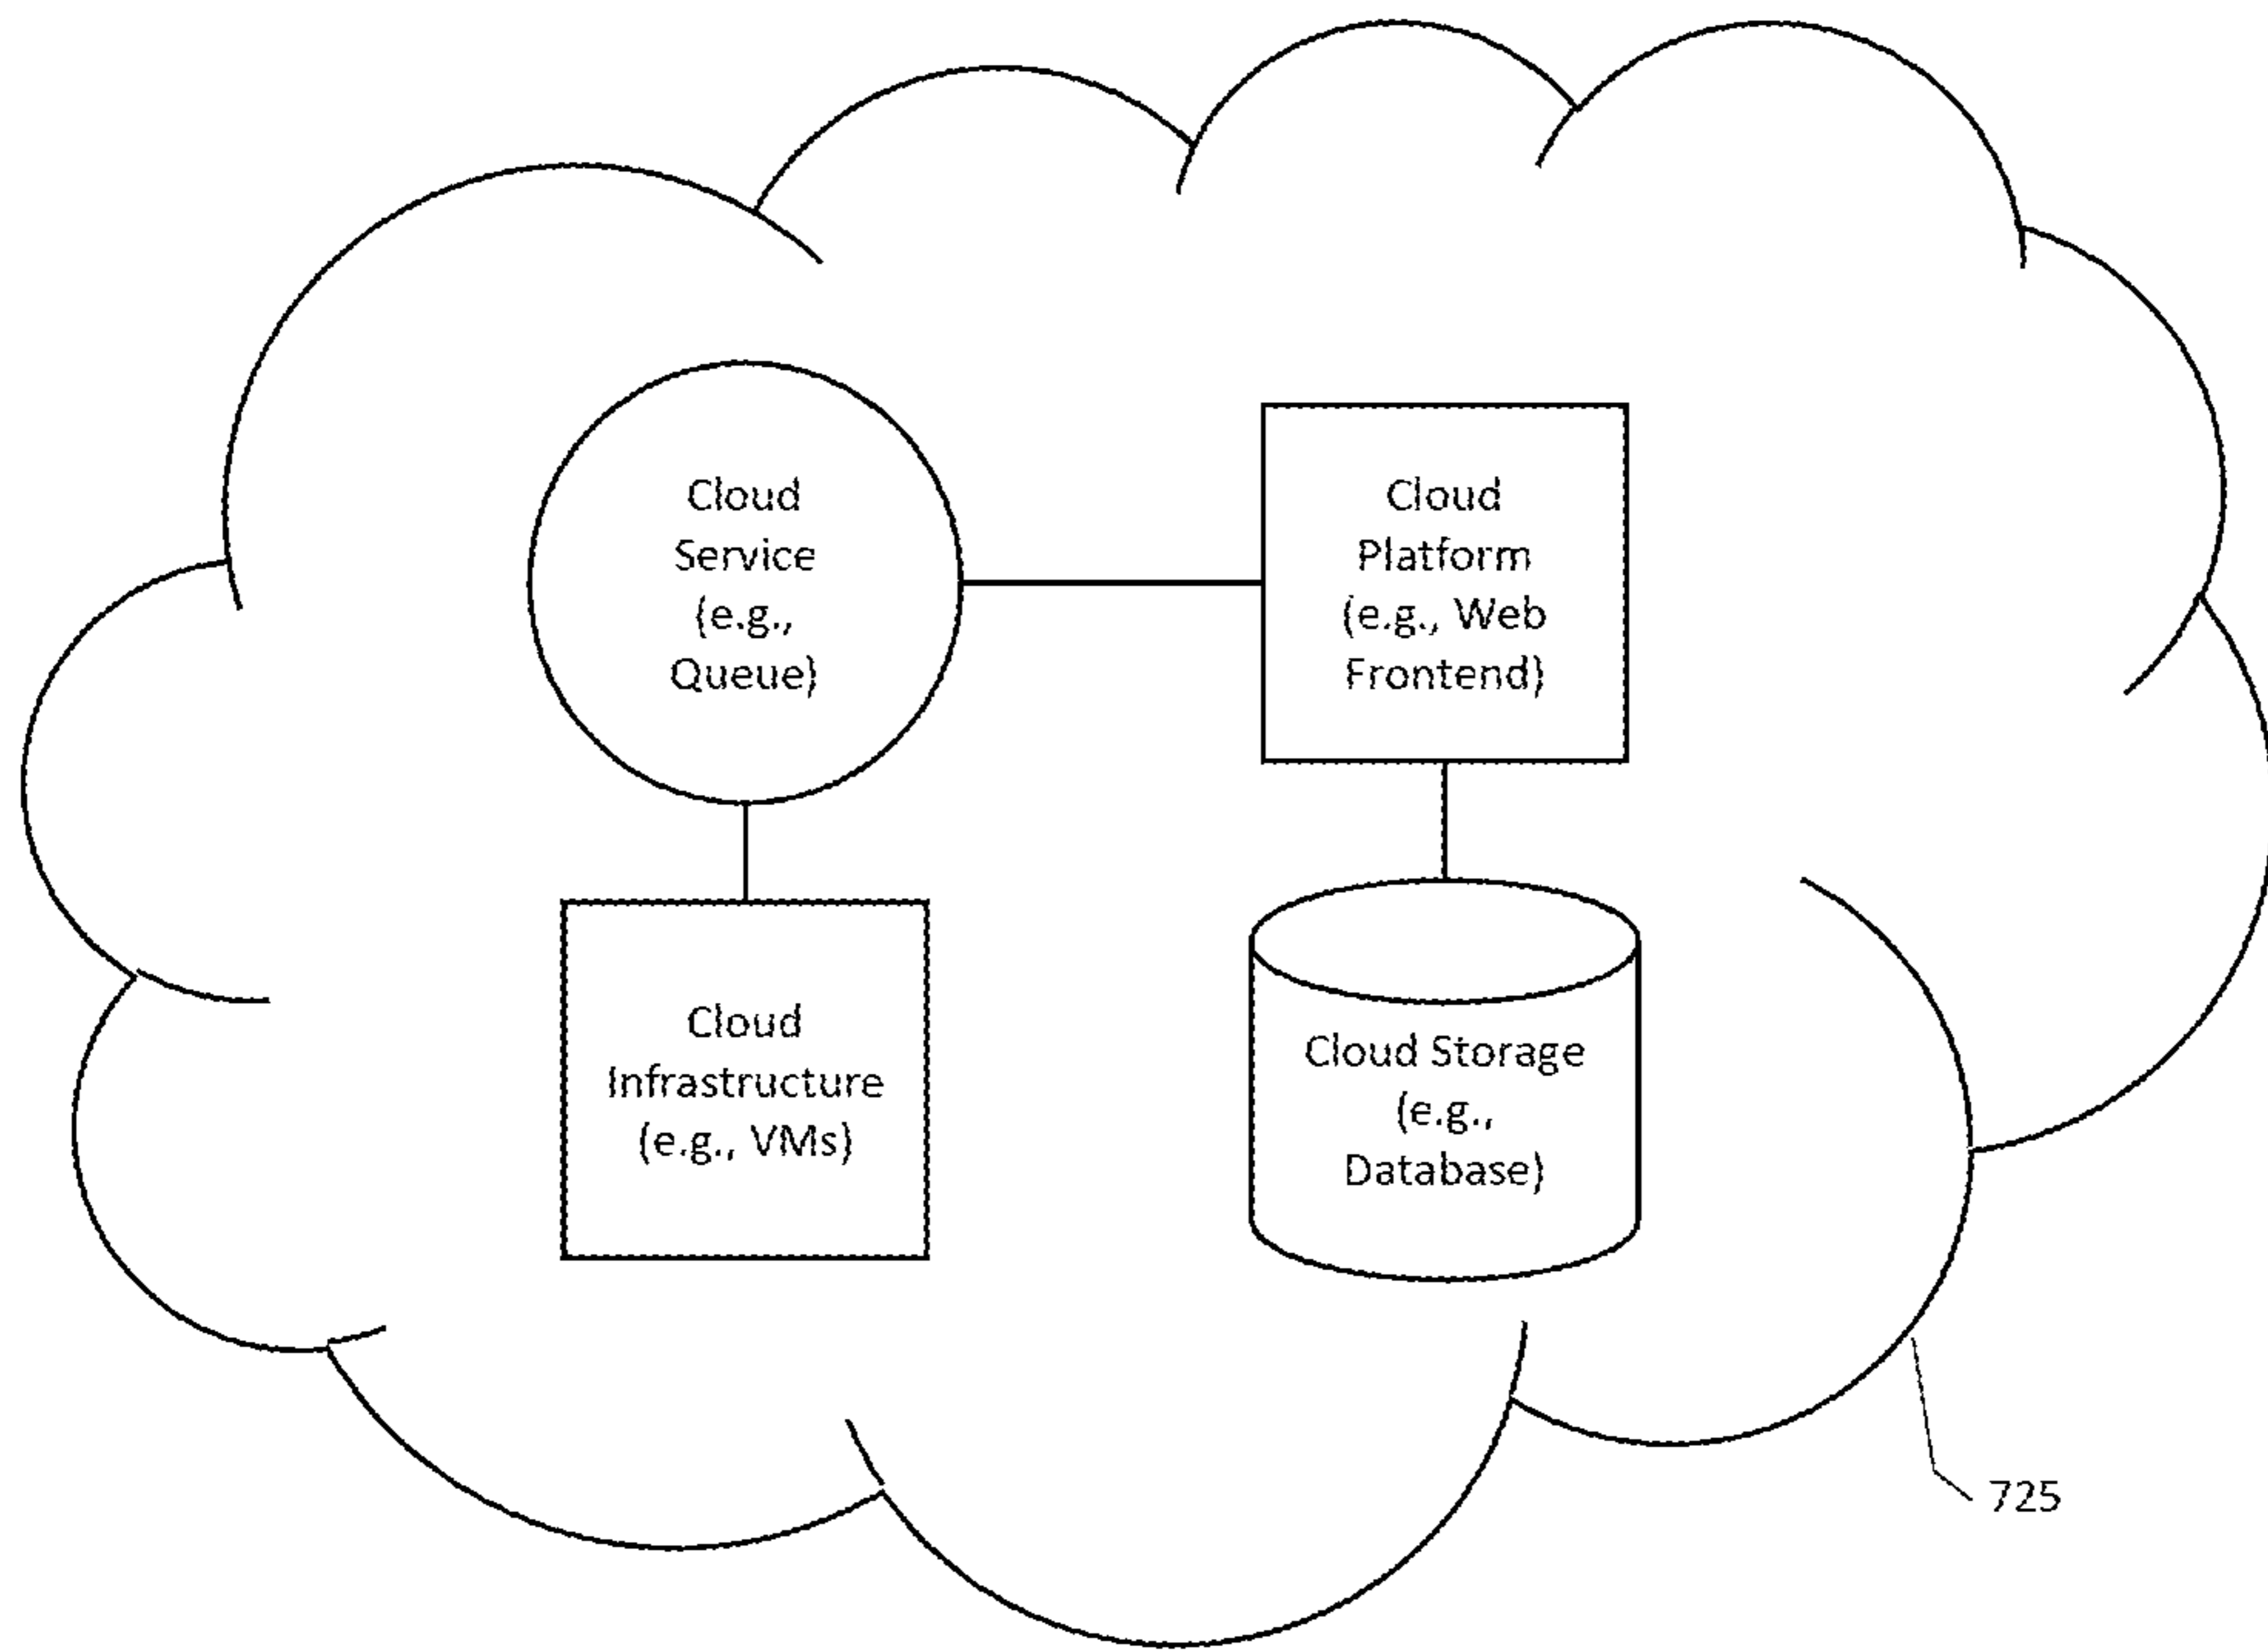 Cloud
Service
(e.g.,
Queue)
Cloud
Platform
(e.g., Web
Frontend)
Cloud
Infrastructure
(e.g., VMs)
Cloud Storage
(e.g.,
Database)
725